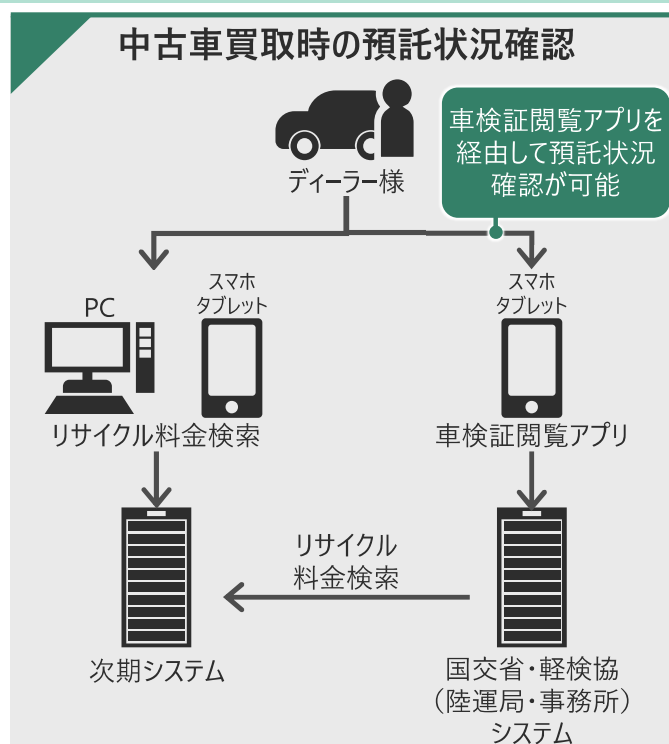 中古車買取時の預託状況確認
車検証閲覧アプリを
経由して預託状況
確認が可能
ディーラー様
PC
スマホ
タブレット
リサイクル料金検索
スマホ
タブレット
車検証閲覧アプリ
リサイクル
料金検索
次期システム
国交省・軽検協
（陸運局・事務所）
システム